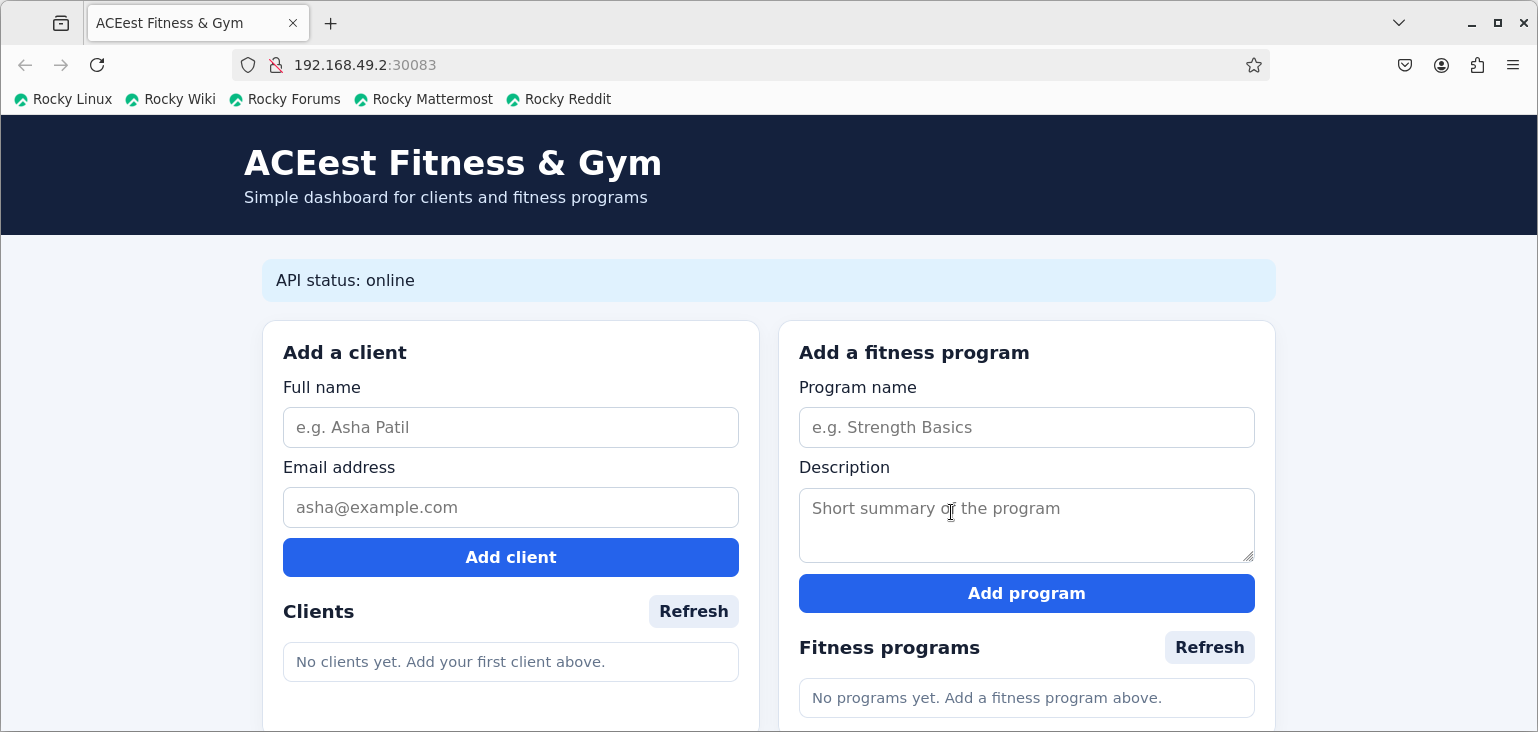 ACEest Fitness & Gym
192.168.49.2:30083
Rocky Linux Rocky Wiki Rocky Forums Rocky Mattermost Rocky Reddit
ACEest Fitness & Gym
Simple dashboard for clients and fitness programs
API status: online
Add a client
Full name
e.g. Asha Patil
Email address
asha@example.com
Add client
Clients Refresh
No clients yet. Add your first client above.
Add a fitness program
Program name
e.g. Strength Basics
Description
Short summary of the program
Add program
Fitness programs Refresh
No programs yet. Add a fitness program above.